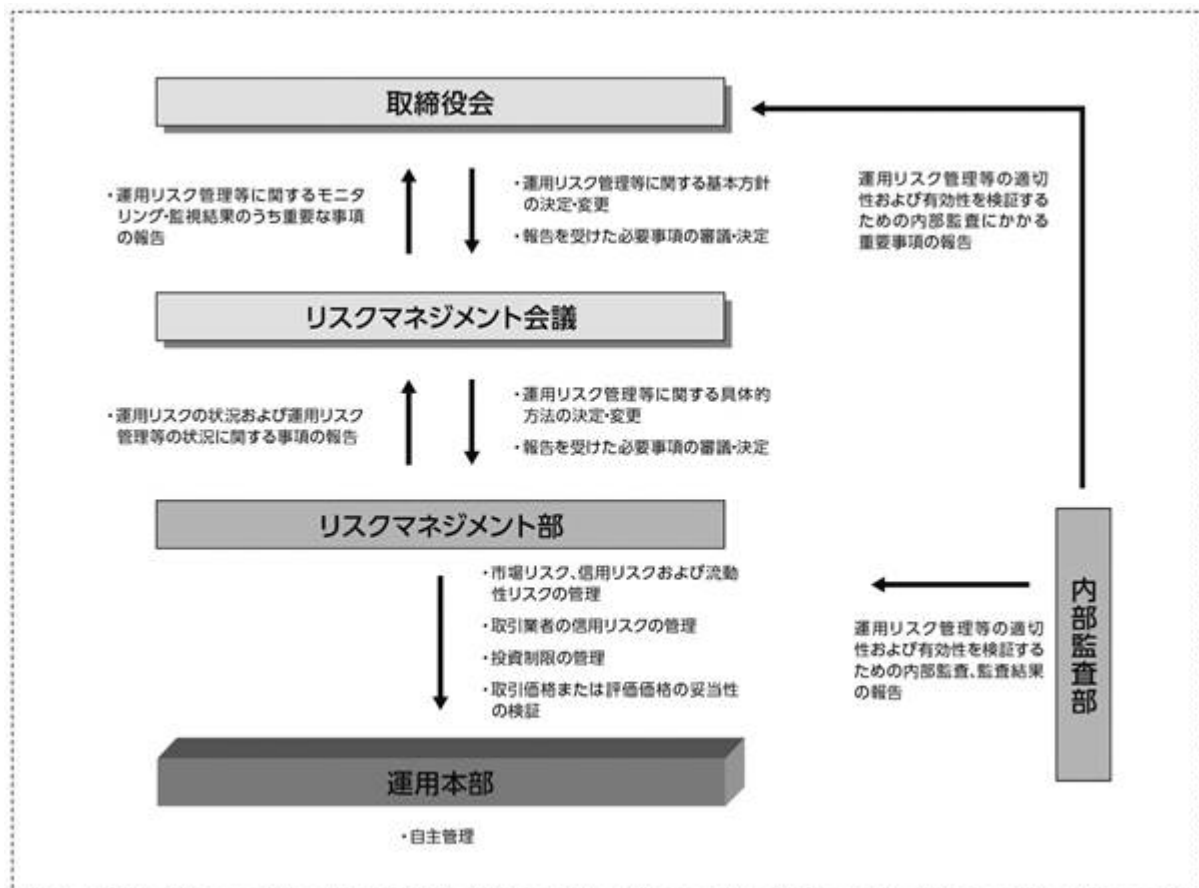 取締役会
・運用リスク管理等に関するモニタ
リング・監視結果のうち重要な事項
の報告
・運用リスク管理等に関する基本方針
の決定・変更
・報告を受けた必要事項の審議・決定
運用リスク管理等の適切
性および有効性を検証す
るための内部監査にかかる
重要事項の報告
リスクマネジメント会議
・運用リスクの状況および運用リスク
管理等の状況に関する事項の報告
・運用リスク管理等に関する具体的
方法の決定・変更
・報告を受けた必要事項の審議・決定
リスクマネジメント部
・市場リスク、信用リスクおよび流動
性リスクの管理
・取引業者の信用リスクの管理
・投資制限の管理
・取引価格または評価価格の妥当性
の検証
運用リスク管理等の適切
性および有効性を検証する
ための内部監査、監査結果
の報告
内部監査部
運用本部
・自主管理